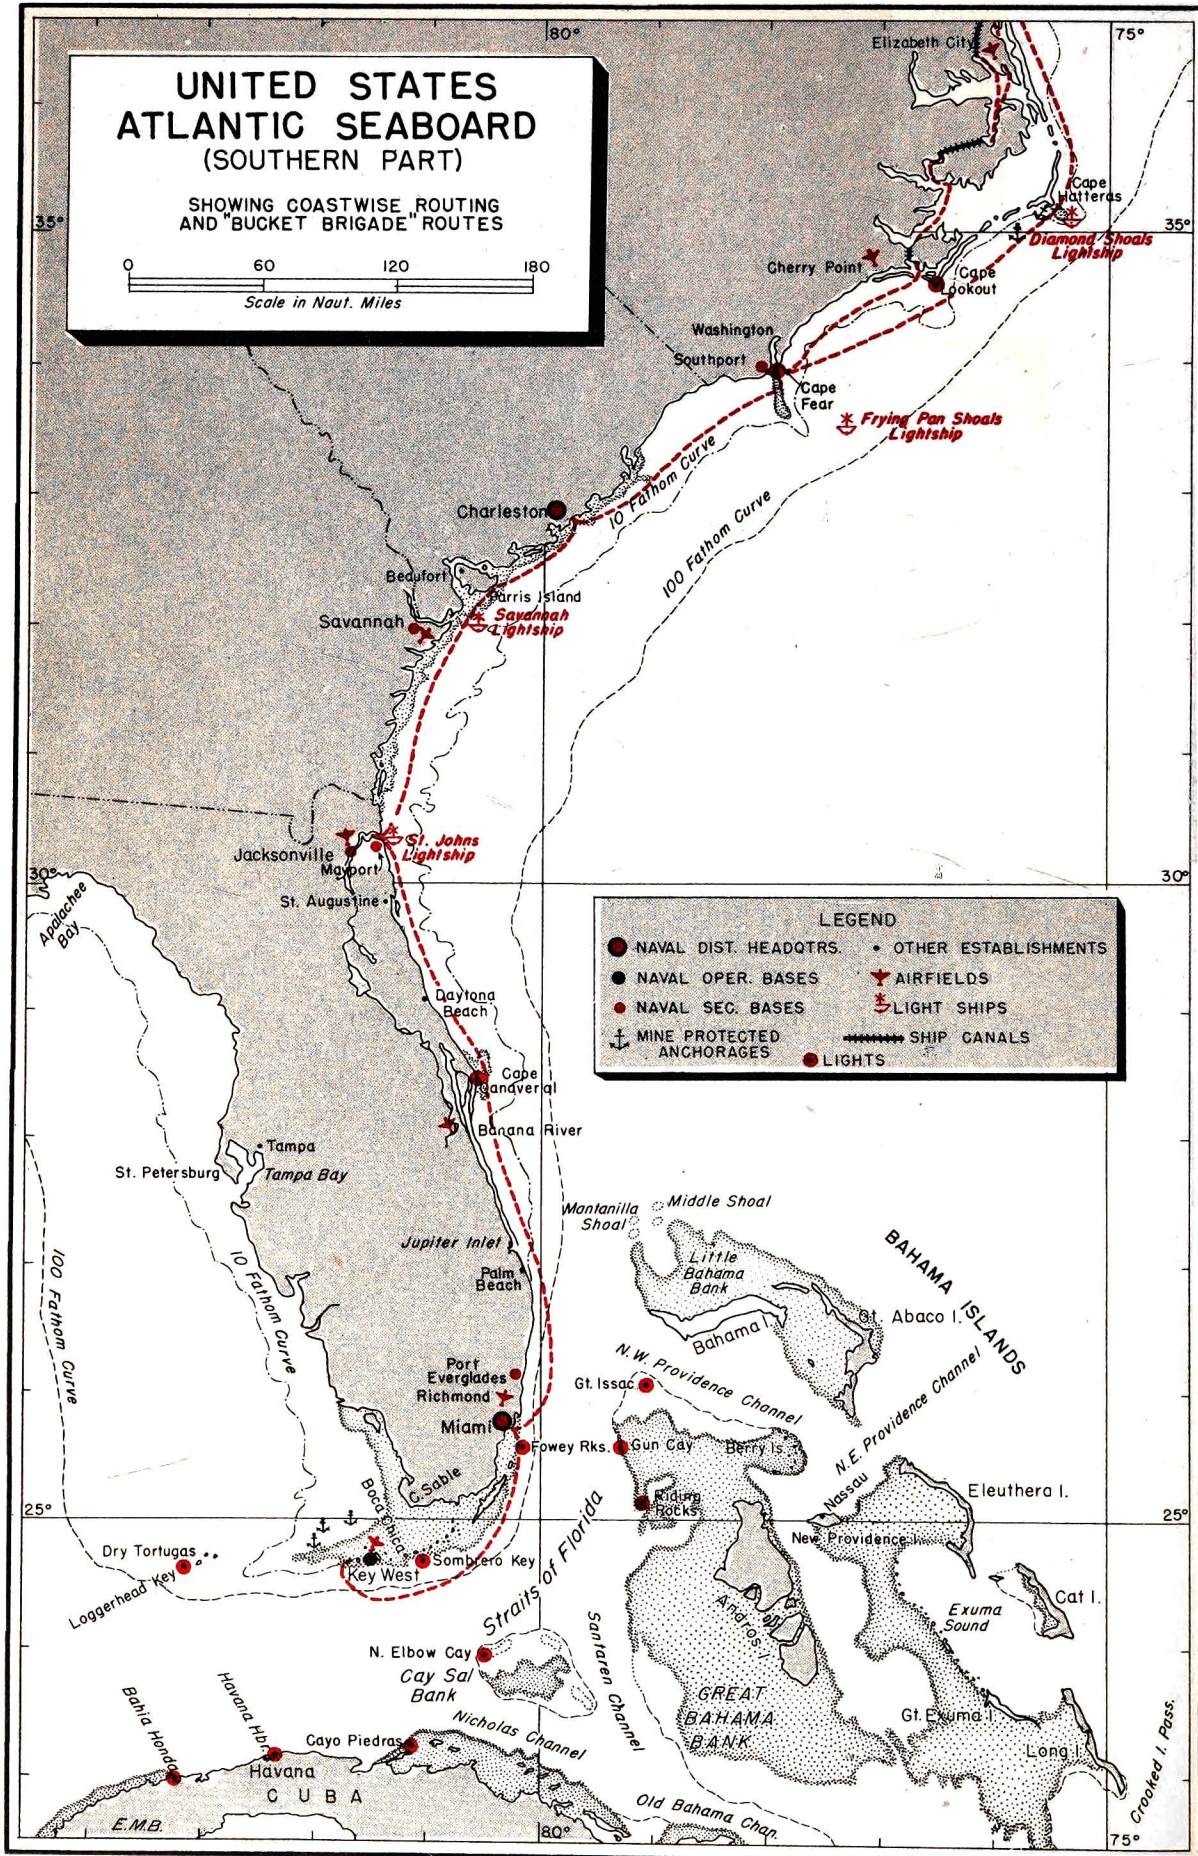 80°
75°
Elizabeth City
UNITED STATES
ATLANTIC SEABOARD
(SOUTHERN PART)
SHOWING COASTWISE ROUTING
AND "BUCKET BRIGADE" ROUTES
0 60 120 180
Scale in Naut. Miles
35°
35°
Cape
Hatteras
Diamond Shoals
Lightship
Cherry Point
Cape
Lookout
Washington
Southport
Cape
Fear
Frying Pan Shoals
Lightship
10 Fathom Curve
100 Fathom Curve
Charleston
Beaufort
Parris Island
Savannah
Savannah
Lightship
St. Johns
Lightship
Jacksonville
Mayport
30°
30°
St. Augustine
Apalachee
Bay
LEGEND
NAVAL DIST. HEADQTRS.
OTHER ESTABLISHMENTS
NAVAL OPER. BASES
AIRFIELDS
NAVAL SEC. BASES
LIGHT SHIPS
MINE PROTECTED
ANCHORAGES
SHIP CANALS
LIGHTS
Daytona
Beach
Cape
Canaveral
Banana River
Tampa
St. Petersburg
Tampa Bay
Mantanilla
Shoal
Middle Shoal
Jupiter Inlet
Palm
Beach
Little
Bahama
Bank
BAHAMA ISLANDS
100 Fathom Curve
10 Fathom Curve
Gt. Abaco I.
Bahama I.
N.W. Providence Channel
Port
Everglades
Richmond
Gt. Issac
Miami
Fowey Rks.
Gun Cay
Berry Is.
N.E. Providence Channel
C. Sable
Boca Chica
Riding
Rocks
Nassau
Eleuthera I.
25°
25°
New Providence I.
Dry Tortugas
Loggerhead Key
Key West
Sombrero Key
Straits of Florida
Andros I.
Exuma
Sound
Cat I.
N. Elbow Cay
Cay Sal
Bank
Santaren Channel
GREAT
BAHAMA
BANK
Gt. Exuma I.
Long I.
Crooked I. Pass.
Bahia Honda
Havana Hbr.
Cayo Piedras
Nicholas Channel
Havana
CUBA
E.M.B.
Old Bahama Chan.
80°
75°